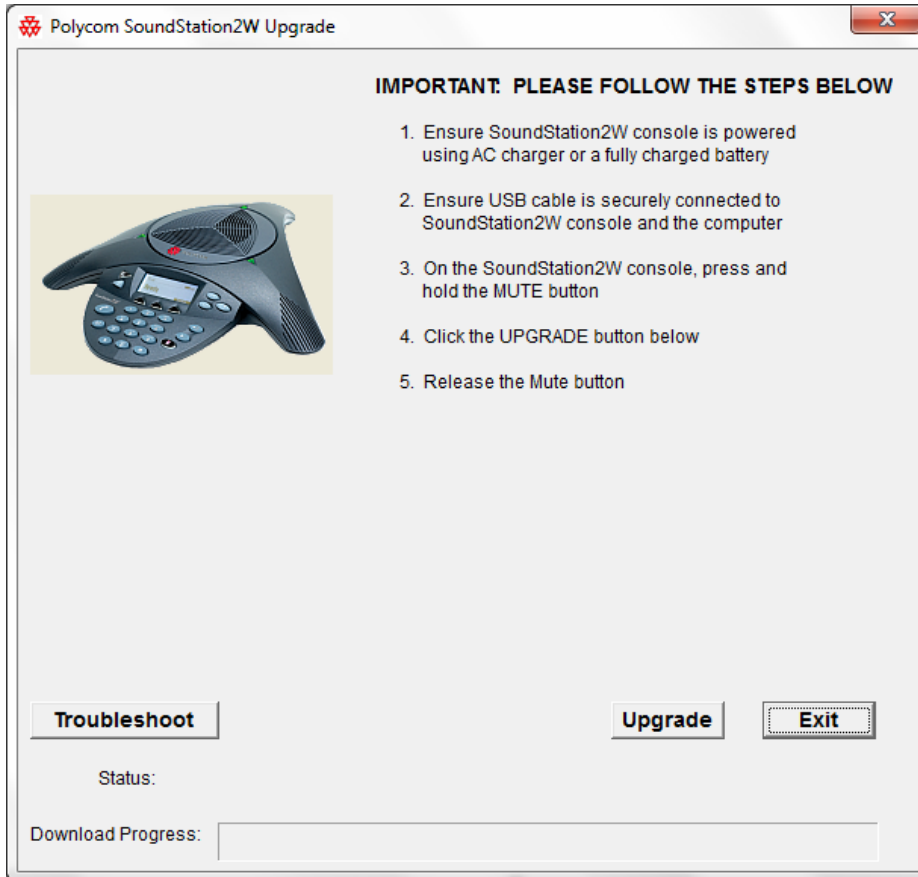 Polycom SoundStation2W Upgrade
IMPORTANT: PLEASE FOLLOW THE STEPS BELOW
1. Ensure SoundStation2W console is powered
using AC charger or a fully charged battery
2. Ensure USB cable is securely connected to
SoundStation2W console and the computer
3. On the SoundStation2W console, press and
hold the MUTE button
4. Click the UPGRADE button below
5. Release the Mute button
Troubleshoot
Upgrade
Exit
Status:
Download Progress: